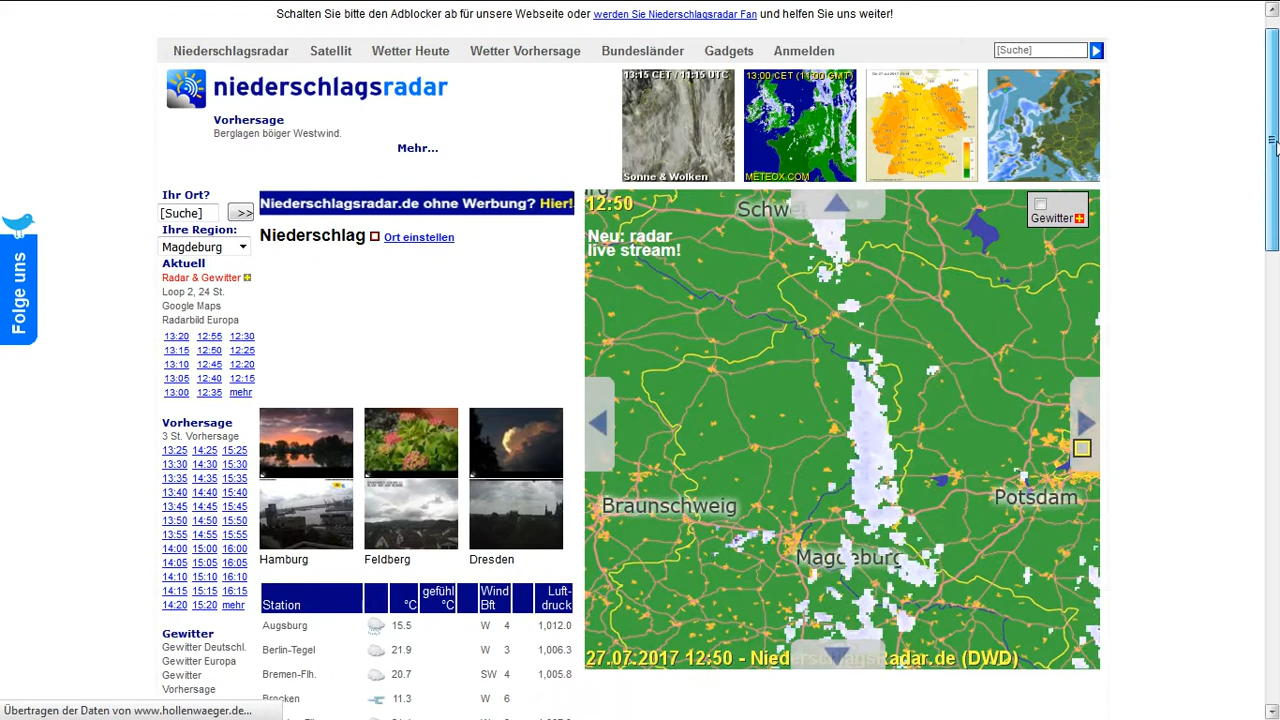 Schalten Sie bitte den Adblocker ab für unsere Webseite oder werden Sie Niederschlagsradar Fan und helfen Sie uns weiter!
Niederschlagsradar Satellit Wetter Heute Wetter Vorhersage Bundesländer Gadgets Anmelden [Suche]
niederschlagsradar
Vorhersage
Berglagen böiger Westwind.
Mehr...
13:15 CET / 11:15 UTC
Sonne & Wolken
13:00 CET (11:00 GMT)
METEOX.COM
Folge uns
Ihr Ort?
[Suche] >>
Ihre Region:
Magdeburg
Aktuell
Radar & Gewitter
Loop 2, 24 St.
Google Maps
Radarbild Europa
13:20 12:55 12:30
13:15 12:50 12:25
13:10 12:45 12:20
13:05 12:40 12:15
13:00 12:35 mehr
Vorhersage
3 St. Vorhersage
13:25 14:25 15:25
13:30 14:30 15:30
13:35 14:35 15:35
13:40 14:40 15:40
13:45 14:45 15:45
13:50 14:50 15:50
13:55 14:55 15:55
14:00 15:00 16:00
14:05 15:05 16:05
14:10 15:10 16:10
14:15 15:15 16:15
14:20 15:20 mehr
Gewitter
Gewitter Deutschl.
Gewitter Europa
Gewitter
Vorhersage
Niederschlagsradar.de ohne Werbung? Hier!
Niederschlag Ort einstellen
Hamburg Feldberg Dresden
Station °C gefühl °C Wind Bft Luft-druck
Augsburg 15.5 W 4 1,012.0
Berlin-Tegel 21.9 W 3 1,006.3
Bremen-Flh. 20.7 SW 4 1,005.8
Brocken 11.3 W 6
12:50
Neu: radar
live stream!
Schwe
Gewitter
Braunschweig
Potsdam
Magdeburg
27.07.2017 12:50 - NiederschlagsRadar.de (DWD)
Übertragen der Daten von www.hollenwaeger.de...